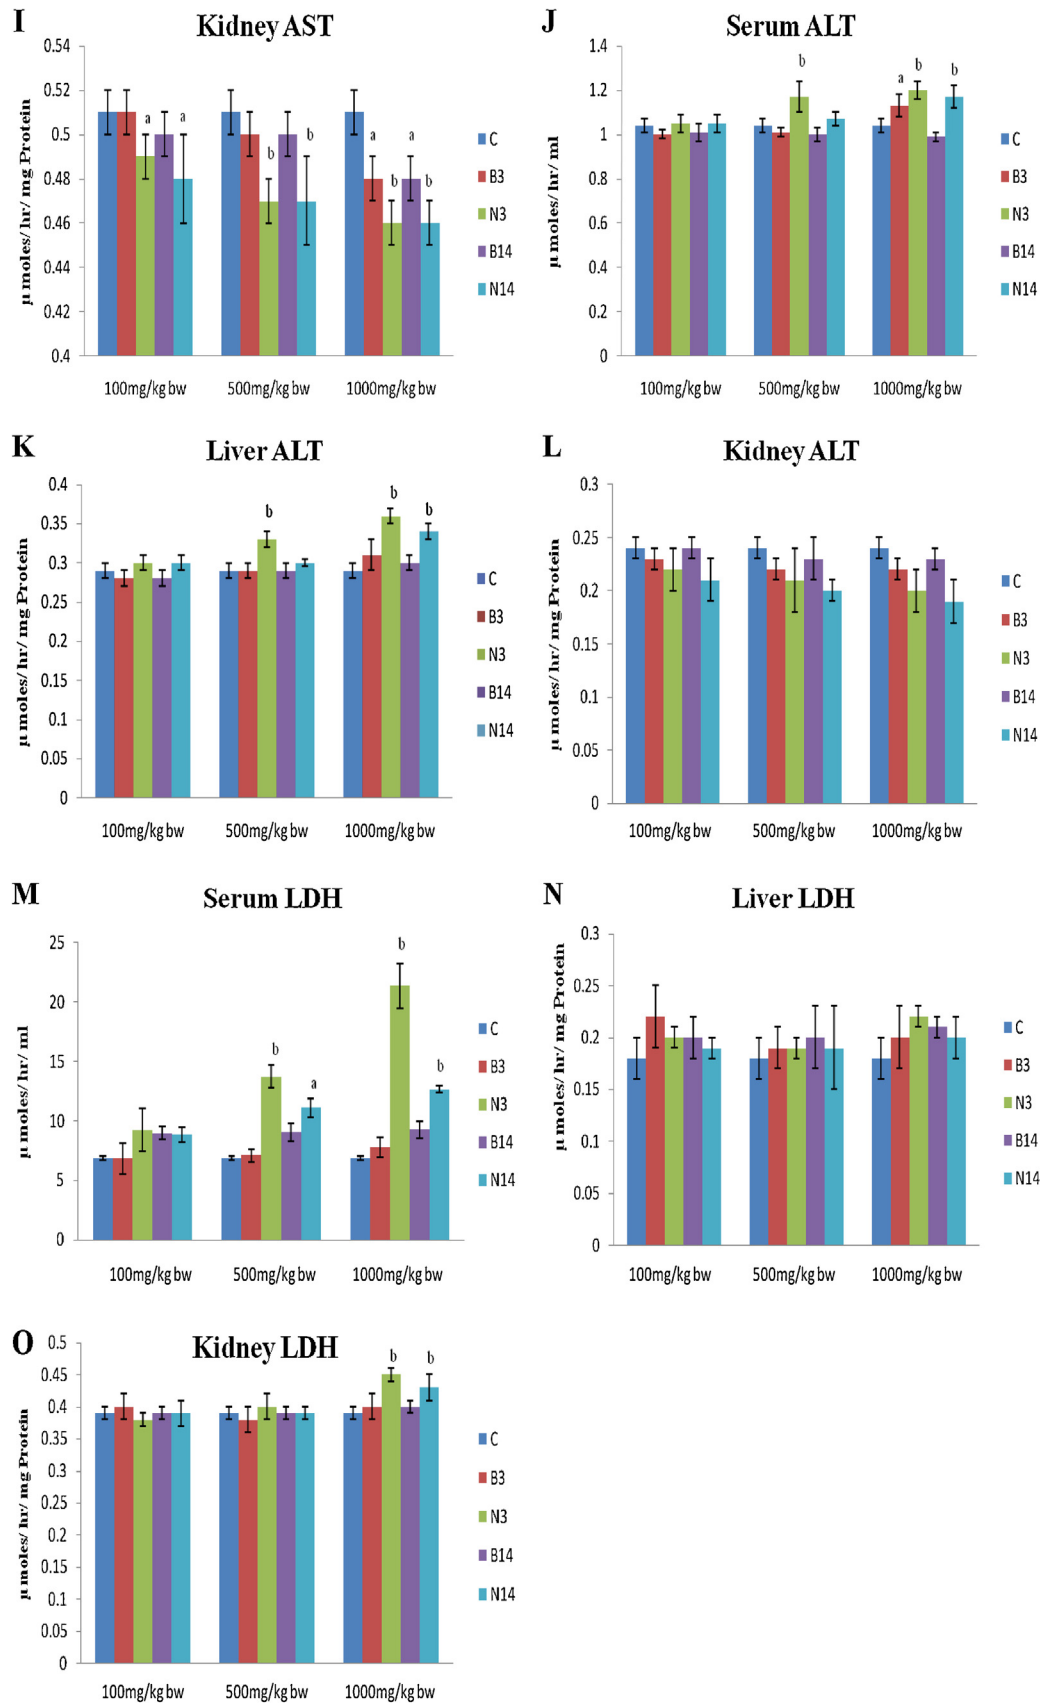 I
Kidney AST
µ moles/ hr/ mg Protein
0.54
0.52
0.5
0.48
0.46
0.44
0.42
0.4
a
a
b
b
a
b
a
b
100mg/kg bw
500mg/kg bw
1000mg/kg bw
C
B3
N3
B14
N14
J
Serum ALT
µ moles/ hr/ ml
1.4
1.2
1
0.8
0.6
0.4
0.2
0
b
a
b
b
100mg/kg bw
500mg/kg bw
1000mg/kg bw
C
B3
N3
B14
N14
K
Liver ALT
µ moles/ hr/ mg Protein
0.4
0.35
0.3
0.25
0.2
0.15
0.1
0.05
0
b
b
b
100mg/kg bw
500mg/kg bw
1000mg/kg bw
C
B3
N3
B14
N14
L
Kidney ALT
µ moles/ hr/ mg Protein
0.3
0.25
0.2
0.15
0.1
0.05
0
100mg/kg bw
500mg/kg bw
1000mg/kg bw
C
B3
N3
B14
N14
M
Serum LDH
µ moles/ hr/ ml
25
20
15
10
5
0
b
a
b
b
100mg/kg bw
500mg/kg bw
1000mg/kg bw
C
B3
N3
B14
N14
N
Liver LDH
µmoles/ hr/ mg Protein
0.3
0.25
0.2
0.15
0.1
0.05
0
100mg/kg bw
500mg/kg bw
1000mg/kg bw
C
B3
N3
B14
N14
O
Kidney LDH
µmoles/ hr/ mg Protein
0.5
0.45
0.4
0.35
0.3
0.25
0.2
0.15
0.1
0.05
0
b
b
100mg/kg bw
500mg/kg bw
1000mg/kg bw
C
B3
N3
B14
N14